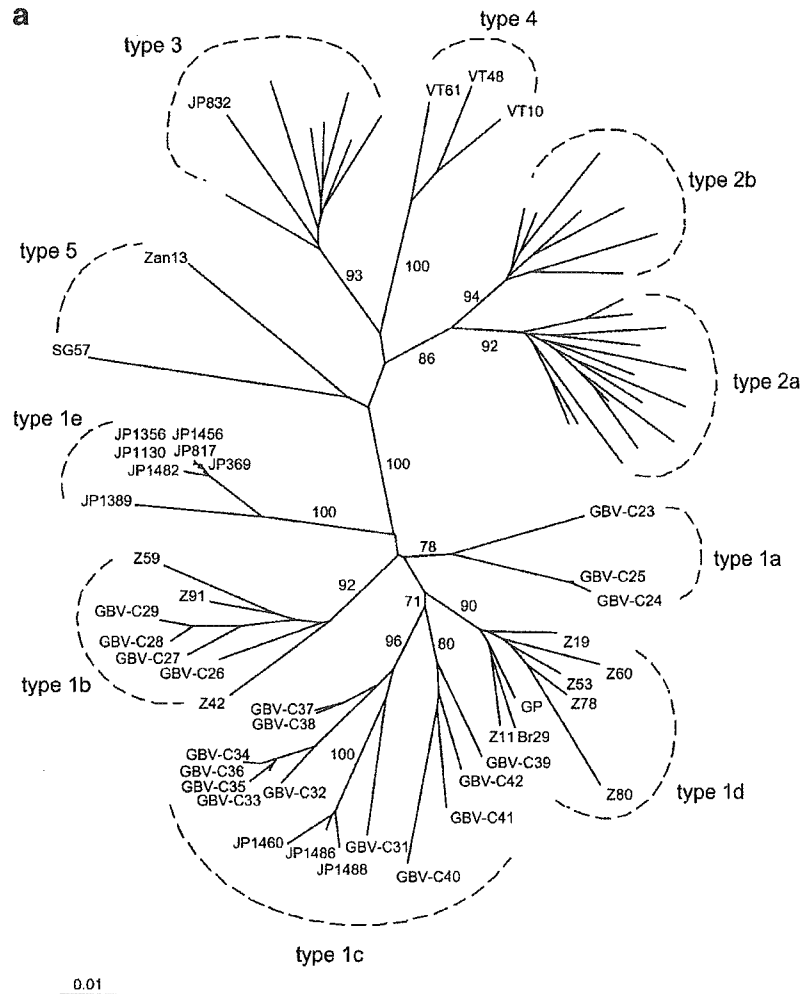 a
type 3
type 4
JP832
VT61
VT48
VT10
type 2b
type 5
Zan13
93
100
94
SG57
86
92
type 2a
type 1e
JP1356 JP1456
JP1130 JP817
JP1482 JP369
100
JP1389
100
GBV-C23
78
type 1a
Z59
92
GBV-C25
Z91
GBV-C24
GBV-C29
71
90
GBV-C28
96
80
Z19
GBV-C27
Z60
GBV-C26
Z53
type 1b
Z42
Z78
GP
GBV-C37
GBV-C38
Z11 Br29
GBV-C34
100
GBV-C39
GBV-C36
GBV-C42
GBV-C35
GBV-C32
GBV-C33
Z80
type 1d
GBV-C41
JP1460
JP1486
GBV-C31
JP1488
GBV-C40
type 1c
0.01